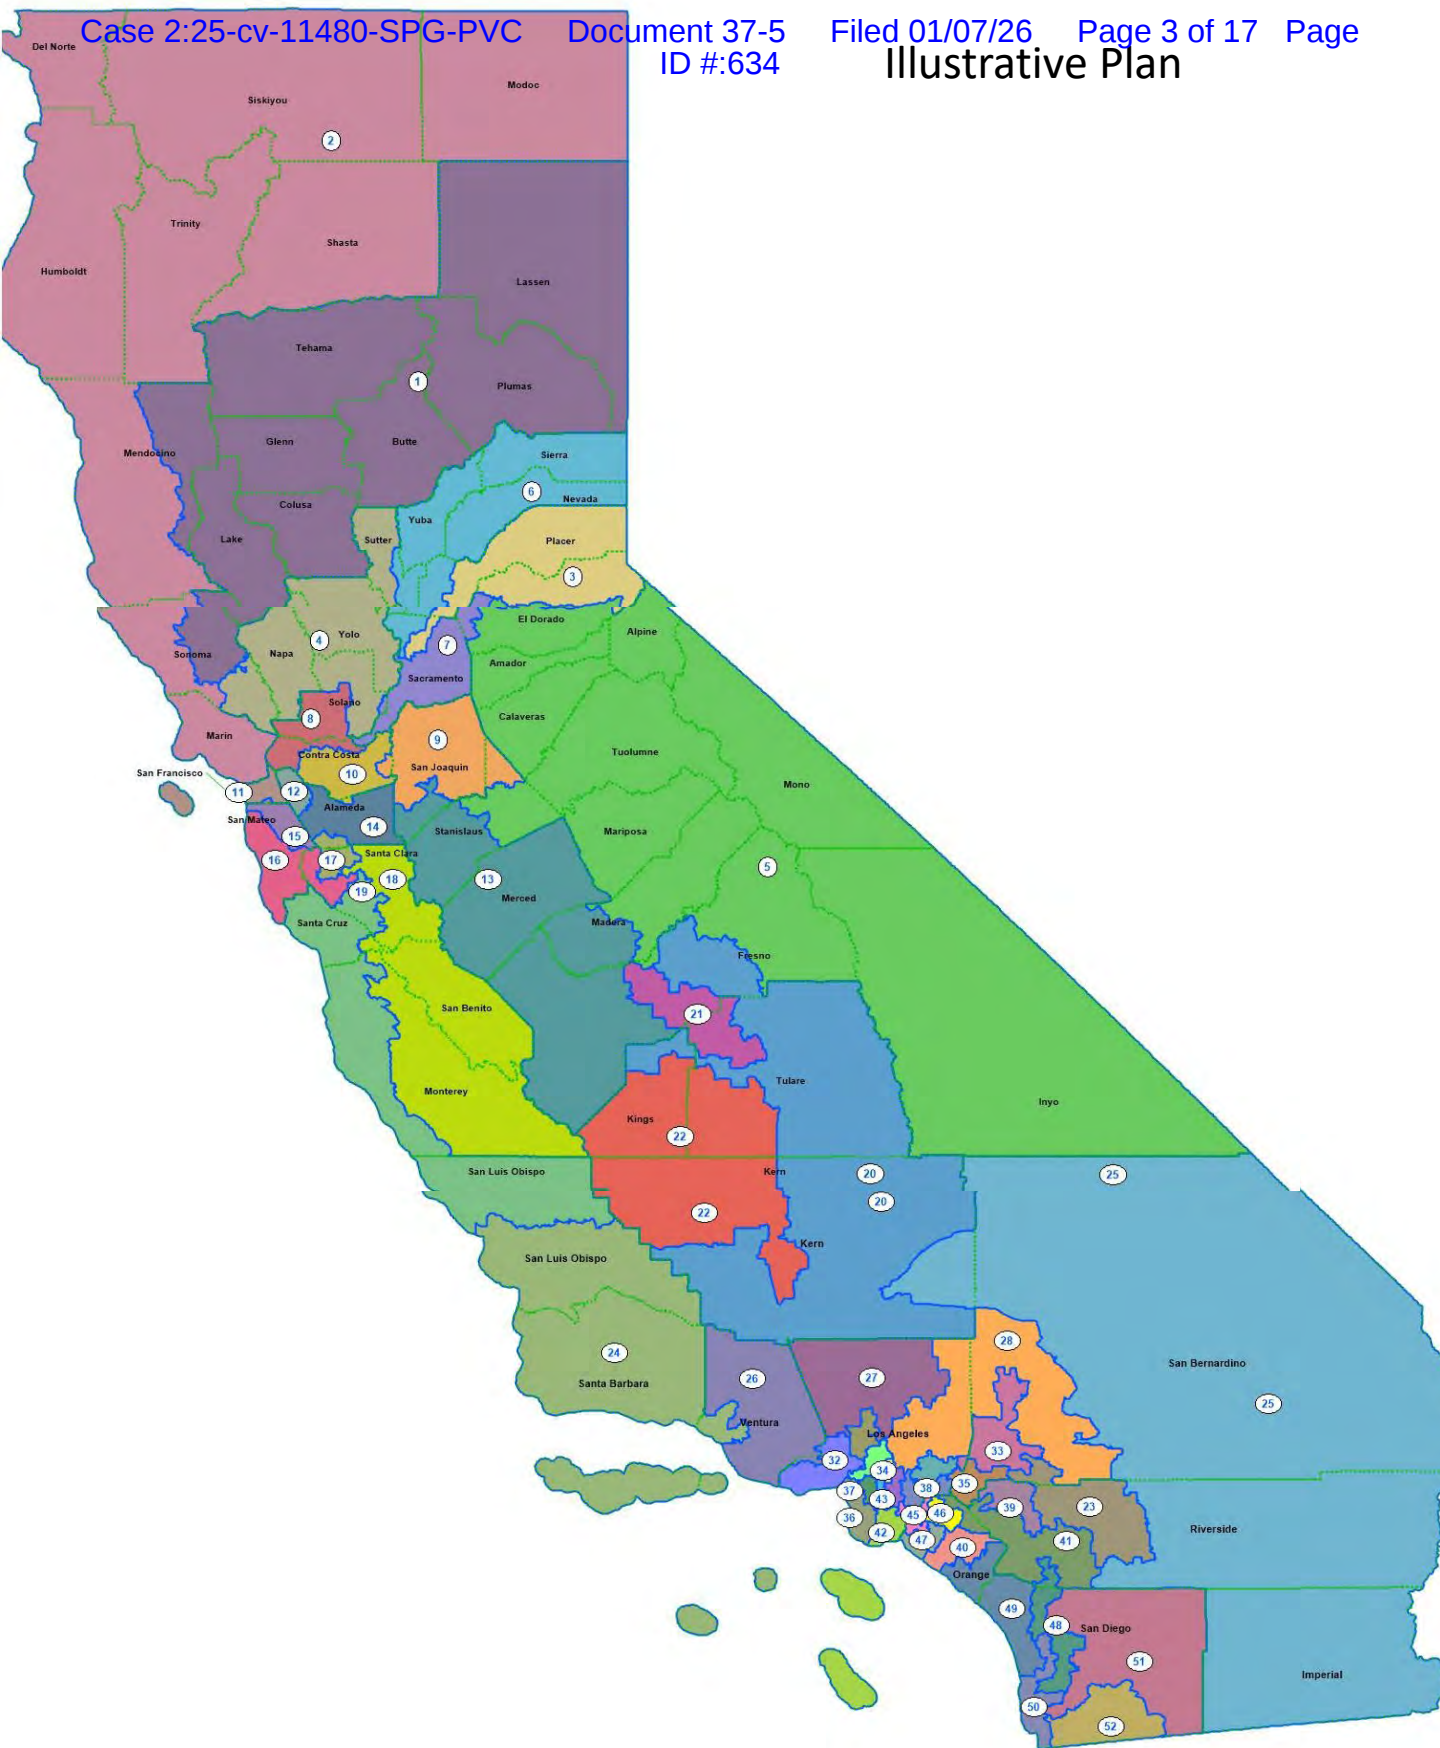 Case 2:25-cv-11480-SPG-PVC Document 37-5 Filed 01/07/26 Page 3 of 17 Page
ID #:634
Illustrative Plan
Del Norte
Siskiyou
Modoc
2
Trinity
Shasta
Humboldt
Lassen
Tehama
1
Plumas
Glenn
Butte
Mendocino
Sierra
6
Nevada
Colusa
Yuba
Lake
Sutter
Placer
3
El Dorado
Alpine
4
Yolo
7
Napa
Sonoma
Amador
Sacramento
Solano
8
Calaveras
Marin
9
Contra Costa
Tuolumne
San Joaquin
San Francisco
10
Mono
11
12
Alameda
San Mateo
14
15
Stanislaus
Mariposa
16
17
Santa Clara
5
18
13
19
Merced
Santa Cruz
Madera
Fresno
San Benito
21
Tulare
Monterey
Inyo
Kings
22
San Luis Obispo
Kern
20
25
20
22
Kern
San Luis Obispo
28
24
San Bernardino
26
27
Santa Barbara
25
Ventura
Los Angeles
33
32
34
35
37
38
43
39
23
36
45
46
Riverside
42
47
41
40
Orange
49
48
San Diego
51
Imperial
50
52